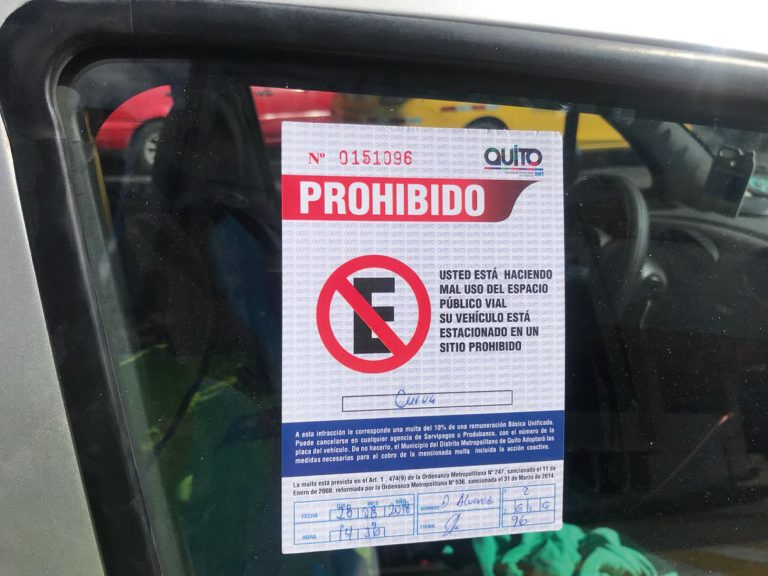 Nº 0151096
QUITO
PROHIBIDO
E
USTED ESTÁ HACIENDO
MAL USO DEL ESPACIO
PÚBLICO VIAL
SU VEHÍCULO ESTÁ
ESTACIONADO EN UN
SITIO PROHIBIDO
Curva
A esta infracción le corresponde una multa del 10% de una remuneración Básica Unificada.
Puede cancelarse en cualquier agencia de Servipagos o Produbanco, con el número de la
placa del vehículo. De no hacerlo, el Municipio del Distrito Metropolitano de Quito Adoptará las
medidas necesarias para el cobro de la mencionada multa incluida la acción coactiva.
La multa está prevista en el Art. 1 . 474(9) de la Ordenanza Metropolitana Nº 247, sancionada el 11 de
Enero de 2008, reformada por la Ordenanza Metropolitana Nº 536, sancionada el 31 de Marzo de 2014.
FECHA MES AÑO
28 08 2018
NOMBRE: D. Alvarez
HORA
FIRMA:
96